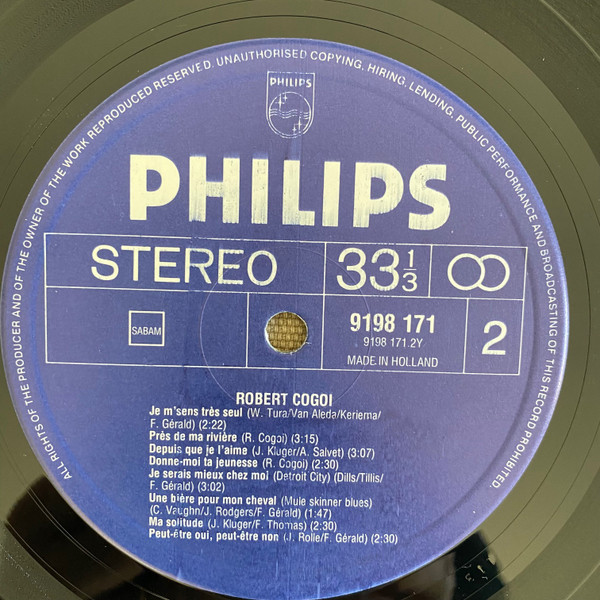 ALL RIGHTS OF THE PRODUCER AND OF THE OWNER OF THE WORK REPRODUCED RESERVED. UNAUTHORISED COPYING, HIRING, LENDING, PUBLIC PERFORMANCE AND BROADCASTING OF THIS RECORD PROHIBITED.
PHILIPS
PHILIPS
STEREO 33 1/3
SABAM
9198 171
9198 171.2Y
MADE IN HOLLAND
2
ROBERT COGOI
Je m'sens très seul (W. Tura/Van Aleda/Keriema/
F. Gérald) (2:22)
Près de ma rivière (R. Cogoi) (3:15)
Depuis que je l'aime (J. Kluger/A. Salvet) (3:07)
Donne-moi ta jeunesse (R. Cogoi) (2:30)
Je serais mieux chez moi (Detroit City) (Dills/Tillis/
F. Gérald) (3:02)
Une bière pour mon cheval (Mule skinner blues)
(C. Vaughn/J. Rodgers/F. Gérald) (1:47)
Ma solitude (J. Kluger/F. Thomas) (2:30)
Peut-être oui, peut-être non (J. Rolle/F. Gérald) (2:30)